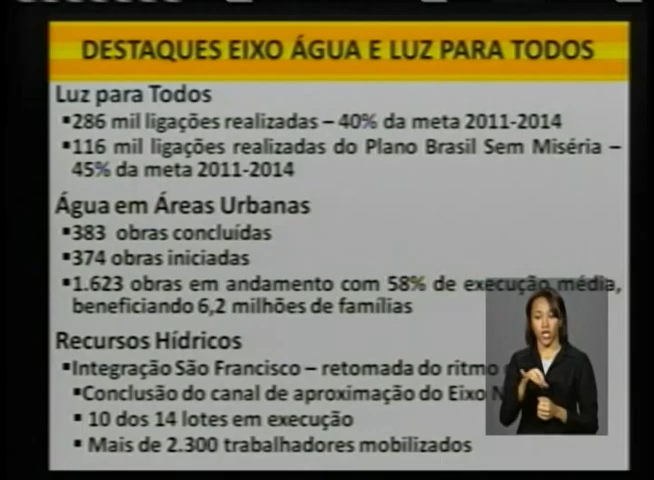 DESTAQUES EIXO ÁGUA E LUZ PARA TODOS
Luz para Todos
▪286 mil ligações realizadas – 40% da meta 2011-2014
▪116 mil ligações realizadas do Plano Brasil Sem Miséria –
45% da meta 2011-2014
Água em Áreas Urbanas
▪383 obras concluídas
▪374 obras iniciadas
▪1.623 obras em andamento com 58% de execução média,
beneficiando 6,2 milhões de famílias
Recursos Hídricos
▪Integração São Francisco – retomada do ritmo
▪Conclusão do canal de aproximação do Eixo
▪ 10 dos 14 lotes em execução
▪ Mais de 2.300 trabalhadores mobilizados